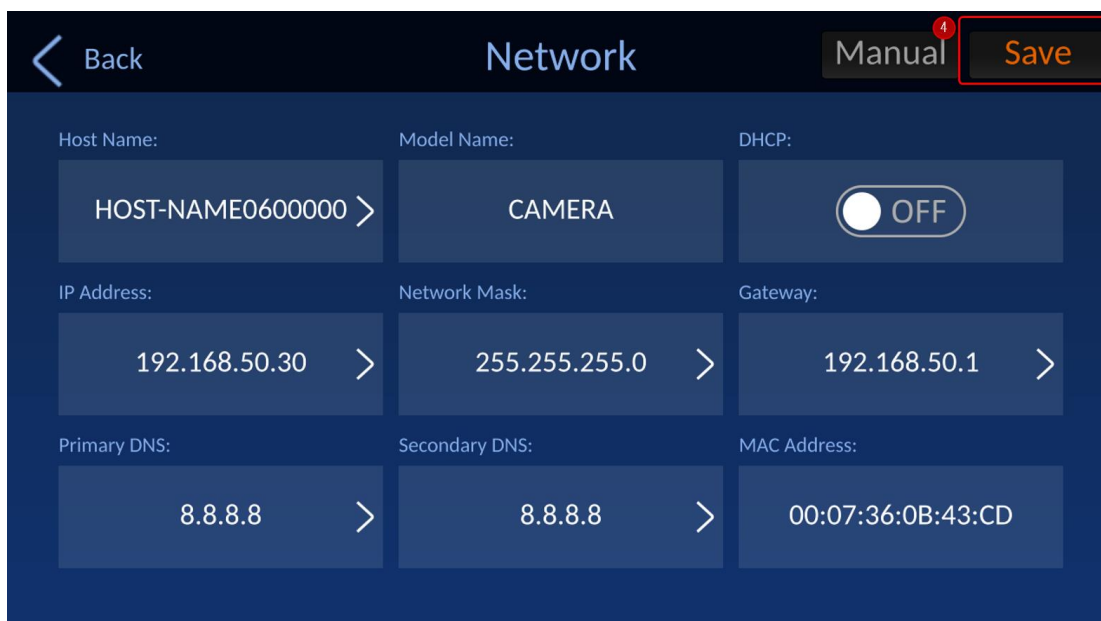 Back
Network
Manual
4
Save
Host Name:
Model Name:
DHCP:
HOST-NAME0600000
CAMERA
OFF
IP Address:
Network Mask:
Gateway:
192.168.50.30
255.255.255.0
192.168.50.1
Primary DNS:
Secondary DNS:
MAC Address:
8.8.8.8
8.8.8.8
00:07:36:0B:43:CD